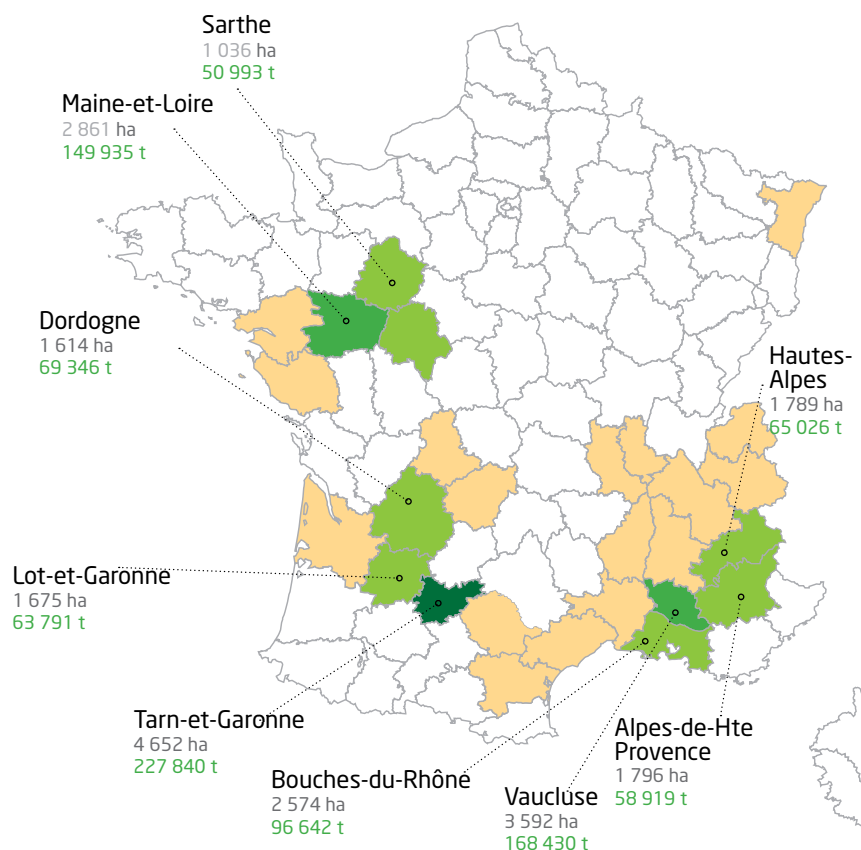 Sarthe
1 036 ha
50 993 t
Maine-et-Loire
2 861 ha
149 935 t
Dordogne
1 614 ha
69 346 t
Hautes-
Alpes
1 789 ha
65 026 t
Lot-et-Garonne
1 675 ha
63 791 t
Tarn-et-Garonne
4 652 ha
227 840 t
Bouches-du-Rhône
2 574 ha
96 642 t
Vaucluse
3 592 ha
168 430 t
Alpes-de-Hte
Provence
1 796 ha
58 919 t